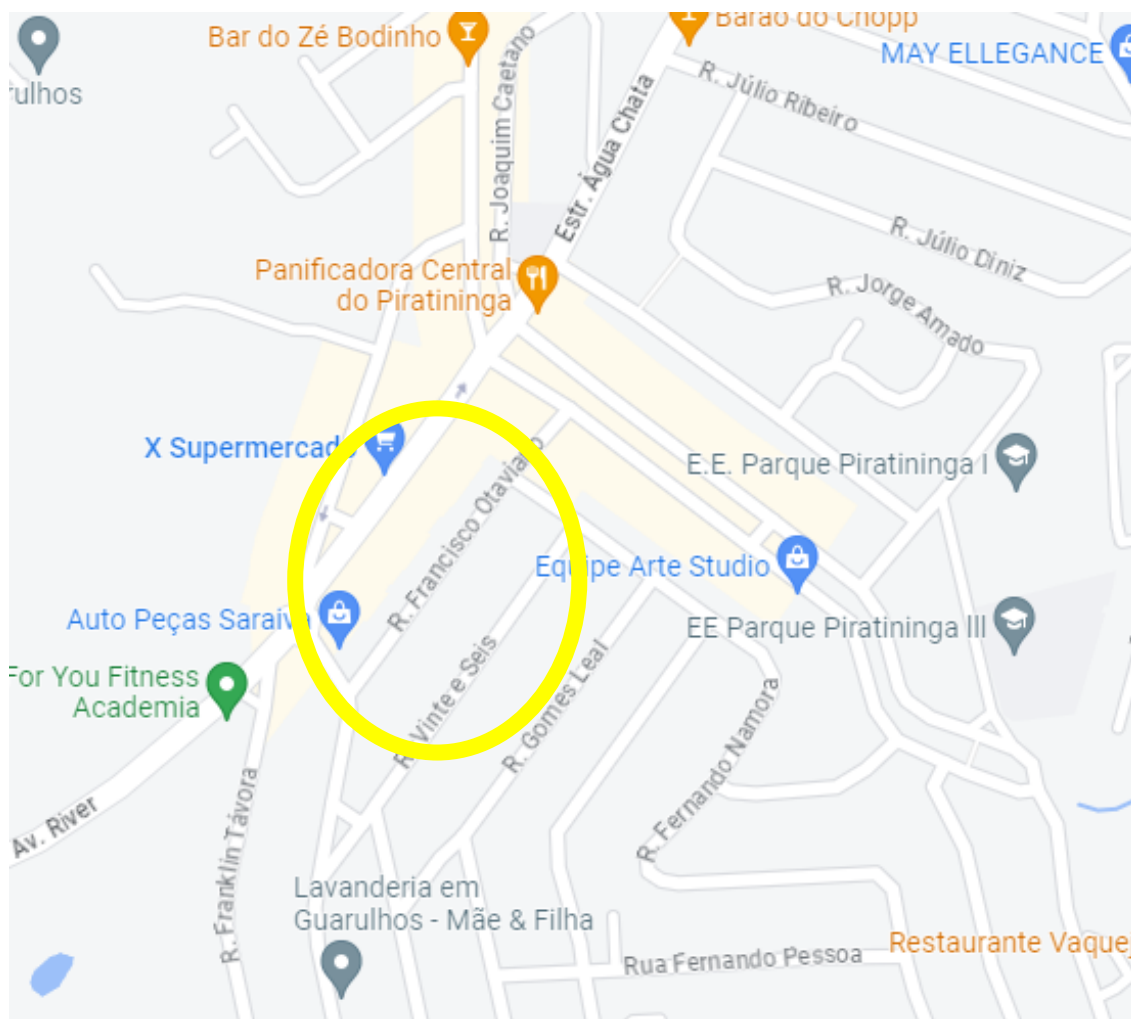 Barão do Chopp
Bar do Zé Bodinho
MAY ELLEGANCE
rulhos
R. Júlio Ribeiro
R. Joaquim Caetano
Estr. Água Chata
R. Júlio Diniz
Panificadora Central
do Piratininga
R. Jorge Amado
X Supermercado
E.E. Parque Piratininga I
R. Francisco Otaviano
Equipe Arte Studio
Auto Peças Saraiva
EE Parque Piratininga lll
For You Fitness
Academia
R. Vinte e Seis
R. Gomes Leal
R. Fernando Namora
Av. River
R. Franklin Távora
Lavanderia em
Guarulhos - Mãe & Filha
Restaurante Vaquej
Rua Fernando Pessoa